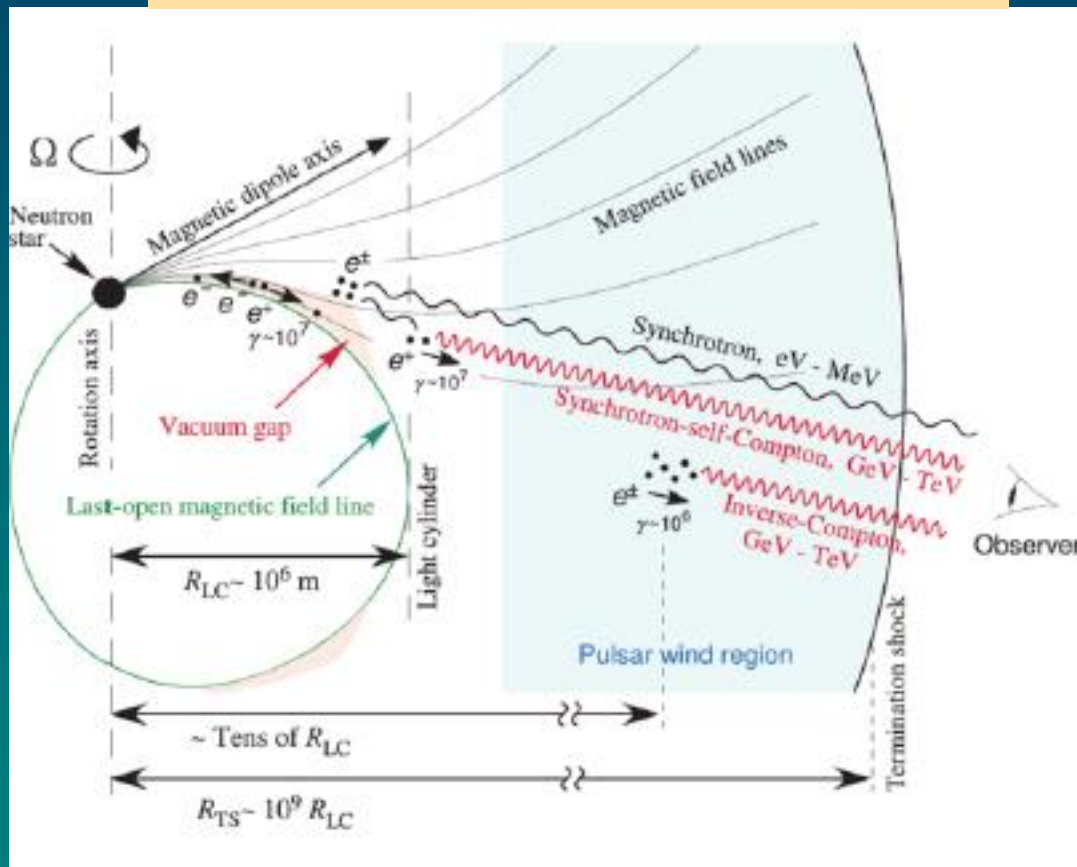 Ω
Neutron
star
Magnetic dipole axis
Magnetic field lines
e±
e⁻ e⁻ e⁺
γ~10⁷
e⁺
γ~10⁷
Synchrotron, eV - MeV
Synchrotron-self-Compton, GeV - TeV
Rotation axis
Vacuum gap
Last-open magnetic field line
e±
γ~10⁶
Inverse-Compton,
GeV - TeV
Observer
R_LC ~ 10⁶ m
Light cylinder
Pulsar wind region
Termination shock
~ Tens of R_LC
R_TS ~ 10⁹ R_LC